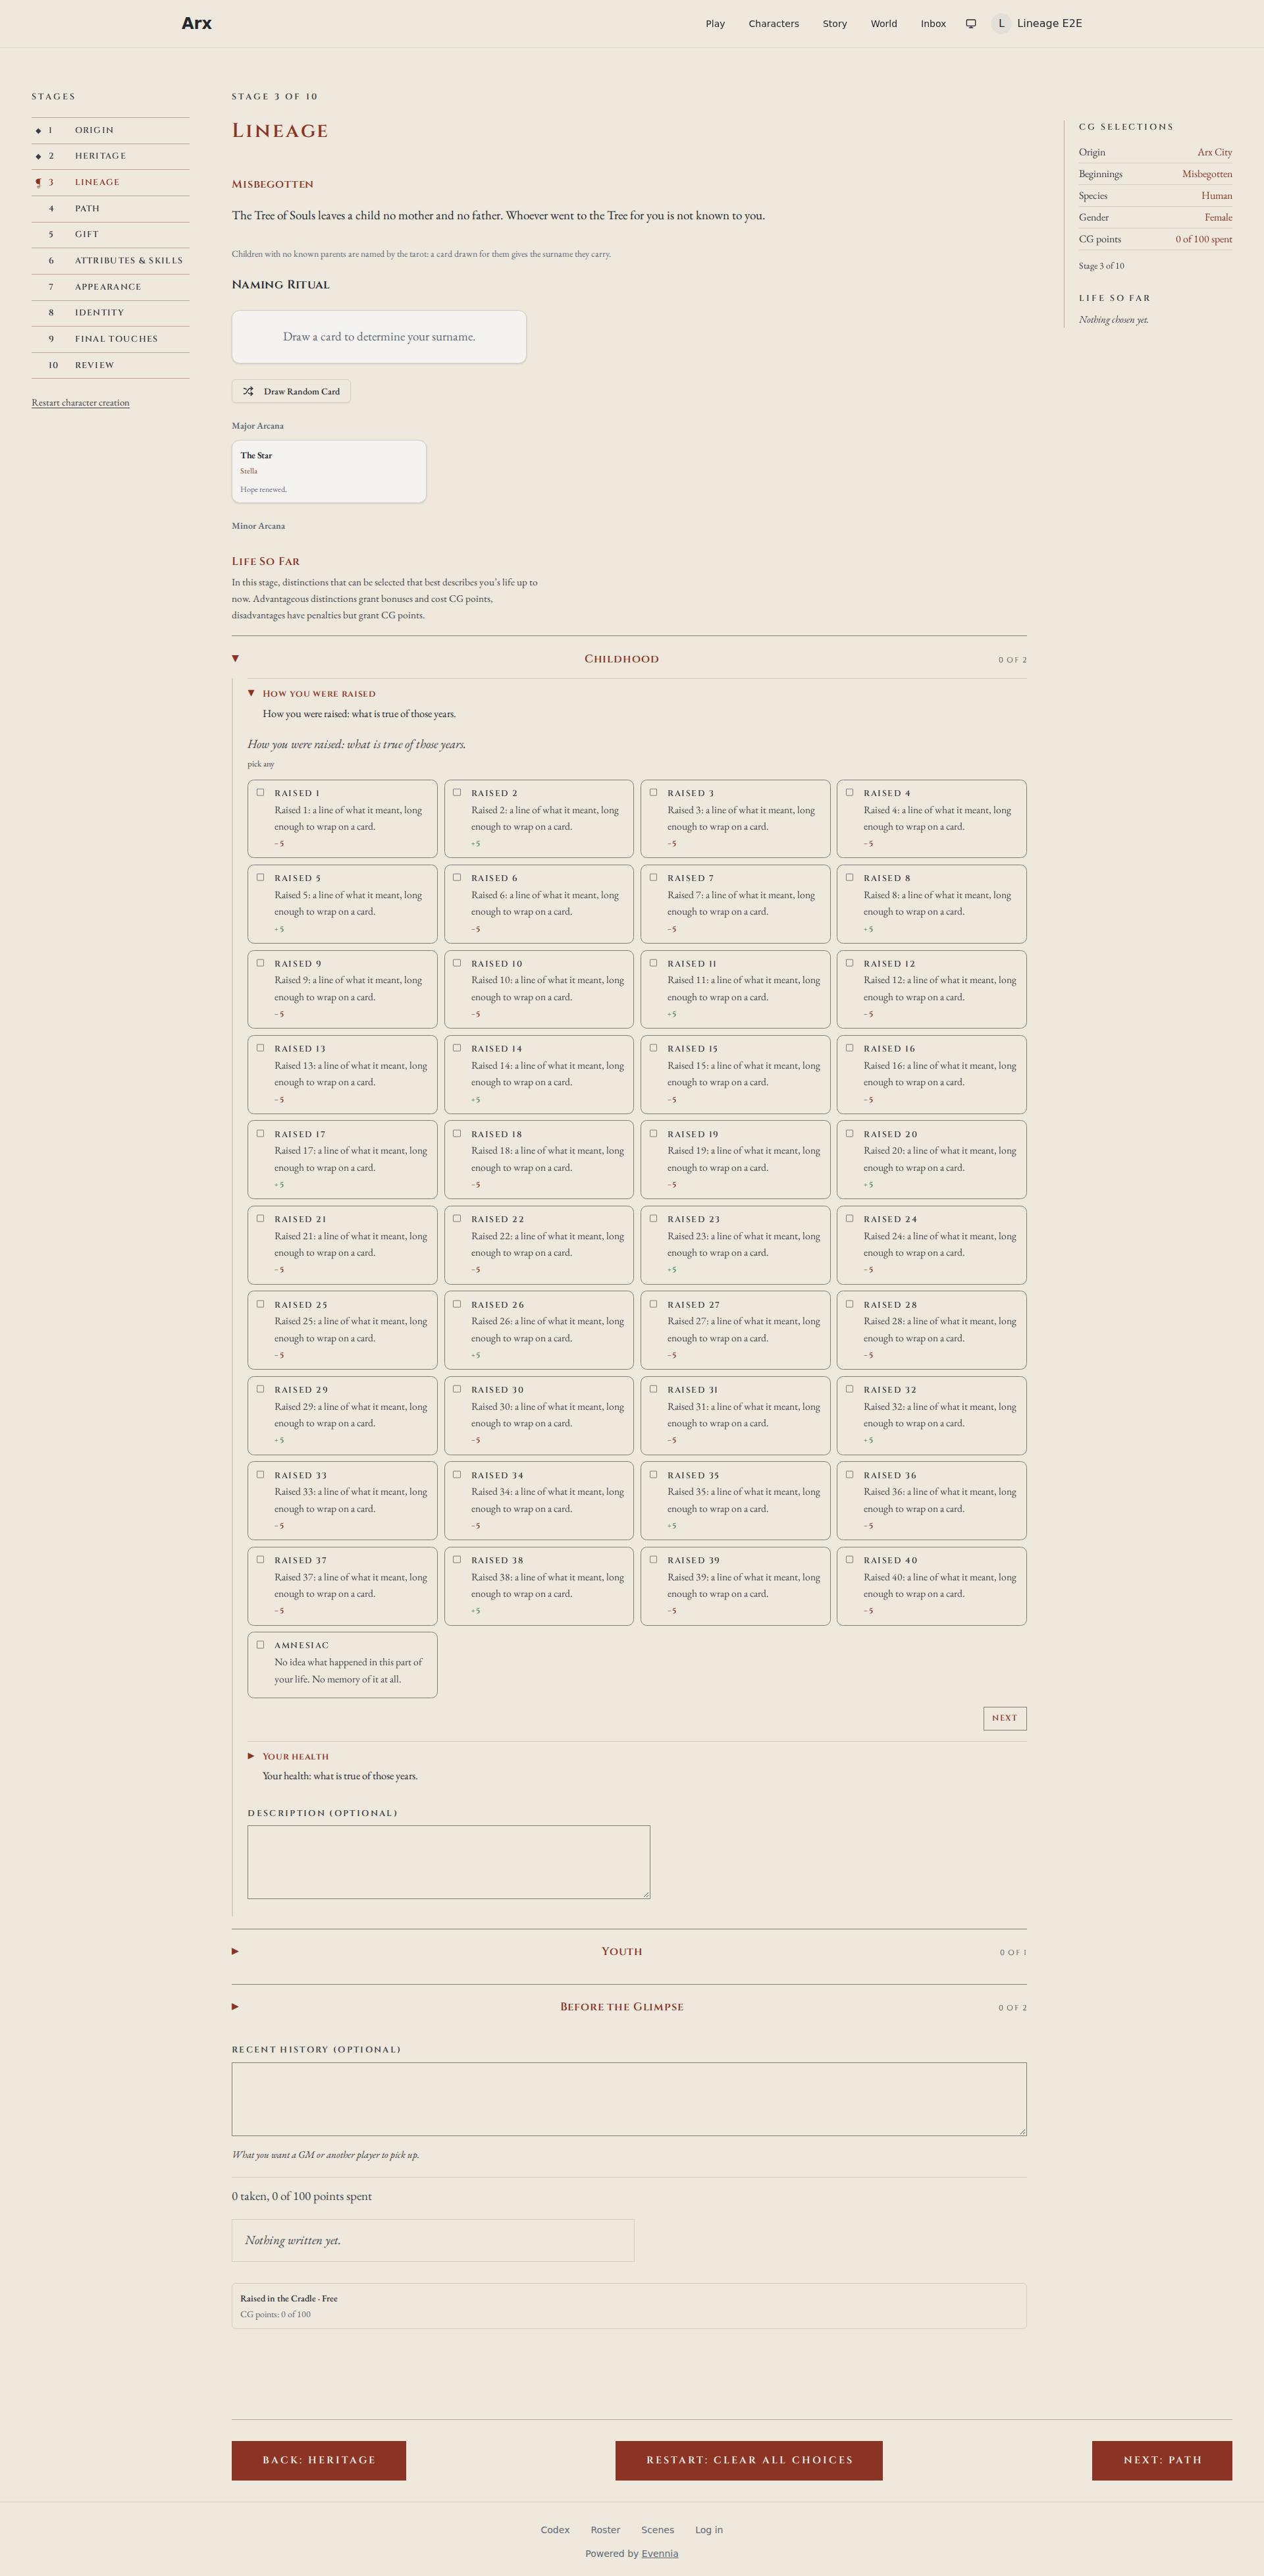 Arx
Play
Characters
Story
World
Inbox
L
Lineage E2E
STAGES
◆ 1 ORIGIN
◆ 2 HERITAGE
¶ 3 LINEAGE
4 PATH
5 GIFT
6 ATTRIBUTES & SKILLS
7 APPEARANCE
8 IDENTITY
9 FINAL TOUCHES
10 REVIEW
Restart character creation
STAGE 3 OF 10
LINEAGE
MISBEGOTTEN
The Tree of Souls leaves a child no mother and no father. Whoever went to the Tree for you is not known to you.
Children with no known parents are named by the tarot: a card drawn for them gives the surname they carry.
NAMING RITUAL
Draw a card to determine your surname.
Draw Random Card
Major Arcana
The Star
Stella
Hope renewed.
Minor Arcana
LIFE SO FAR
In this stage, distinctions that can be selected that best describes you's life up to
now. Advantageous distinctions grant bonuses and cost CG points,
disadvantages have penalties but grant CG points.
▼ CHILDHOOD 0 OF 2
▼ HOW YOU WERE RAISED
How you were raised: what is true of those years.
How you were raised: what is true of those years.
pick any
RAISED 1
Raised 1: a line of what it meant, long
enough to wrap on a card.
−5
RAISED 2
Raised 2: a line of what it meant, long
enough to wrap on a card.
+5
RAISED 3
Raised 3: a line of what it meant, long
enough to wrap on a card.
−5
RAISED 4
Raised 4: a line of what it meant, long
enough to wrap on a card.
−5
RAISED 5
Raised 5: a line of what it meant, long
enough to wrap on a card.
+5
RAISED 6
Raised 6: a line of what it meant, long
enough to wrap on a card.
−5
RAISED 7
Raised 7: a line of what it meant, long
enough to wrap on a card.
−5
RAISED 8
Raised 8: a line of what it meant, long
enough to wrap on a card.
+5
RAISED 9
Raised 9: a line of what it meant, long
enough to wrap on a card.
−5
RAISED 10
Raised 10: a line of what it meant, long
enough to wrap on a card.
−5
RAISED 11
Raised 11: a line of what it meant, long
enough to wrap on a card.
+5
RAISED 12
Raised 12: a line of what it meant, long
enough to wrap on a card.
−5
RAISED 13
Raised 13: a line of what it meant, long
enough to wrap on a card.
−5
RAISED 14
Raised 14: a line of what it meant, long
enough to wrap on a card.
+5
RAISED 15
Raised 15: a line of what it meant, long
enough to wrap on a card.
−5
RAISED 16
Raised 16: a line of what it meant, long
enough to wrap on a card.
−5
RAISED 17
Raised 17: a line of what it meant, long
enough to wrap on a card.
+5
RAISED 18
Raised 18: a line of what it meant, long
enough to wrap on a card.
−5
RAISED 19
Raised 19: a line of what it meant, long
enough to wrap on a card.
−5
RAISED 20
Raised 20: a line of what it meant, long
enough to wrap on a card.
+5
RAISED 21
Raised 21: a line of what it meant, long
enough to wrap on a card.
−5
RAISED 22
Raised 22: a line of what it meant, long
enough to wrap on a card.
−5
RAISED 23
Raised 23: a line of what it meant, long
enough to wrap on a card.
+5
RAISED 24
Raised 24: a line of what it meant, long
enough to wrap on a card.
−5
RAISED 25
Raised 25: a line of what it meant, long
enough to wrap on a card.
−5
RAISED 26
Raised 26: a line of what it meant, long
enough to wrap on a card.
+5
RAISED 27
Raised 27: a line of what it meant, long
enough to wrap on a card.
−5
RAISED 28
Raised 28: a line of what it meant, long
enough to wrap on a card.
−5
RAISED 29
Raised 29: a line of what it meant, long
enough to wrap on a card.
+5
RAISED 30
Raised 30: a line of what it meant, long
enough to wrap on a card.
−5
RAISED 31
Raised 31: a line of what it meant, long
enough to wrap on a card.
−5
RAISED 32
Raised 32: a line of what it meant, long
enough to wrap on a card.
+5
RAISED 33
Raised 33: a line of what it meant, long
enough to wrap on a card.
−5
RAISED 34
Raised 34: a line of what it meant, long
enough to wrap on a card.
−5
RAISED 35
Raised 35: a line of what it meant, long
enough to wrap on a card.
+5
RAISED 36
Raised 36: a line of what it meant, long
enough to wrap on a card.
−5
RAISED 37
Raised 37: a line of what it meant, long
enough to wrap on a card.
−5
RAISED 38
Raised 38: a line of what it meant, long
enough to wrap on a card.
+5
RAISED 39
Raised 39: a line of what it meant, long
enough to wrap on a card.
−5
RAISED 40
Raised 40: a line of what it meant, long
enough to wrap on a card.
−5
AMNESIAC
No idea what happened in this part of
your life. No memory of it at all.
NEXT
▶ YOUR HEALTH
Your health: what is true of those years.
DESCRIPTION (OPTIONAL)
▶ YOUTH 0 OF 1
▶ BEFORE THE GLIMPSE 0 OF 2
RECENT HISTORY (OPTIONAL)
What you want a GM or another player to pick up.
0 taken, 0 of 100 points spent
Nothing written yet.
Raised in the Cradle · Free
CG points: 0 of 100
CG SELECTIONS
Origin Arx City
Beginnings Misbegotten
Species Human
Gender Female
CG points 0 of 100 spent
Stage 3 of 10
LIFE SO FAR
Nothing chosen yet.
BACK: HERITAGE
RESTART: CLEAR ALL CHOICES
NEXT: PATH
Codex
Roster
Scenes
Log in
Powered by Evennia